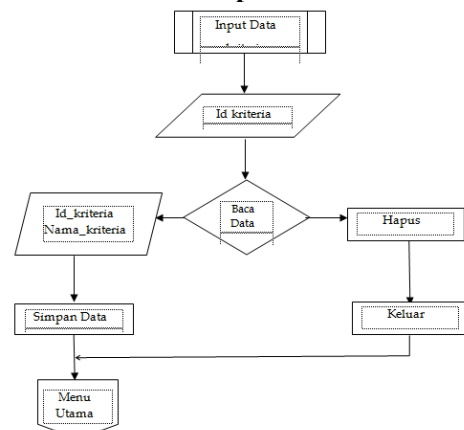 Input Data
Id kriteria
Baca
Data
Id_kriteria
Nama_kriteria
Hapus
Simpan Data
Keluar
Menu
Utama